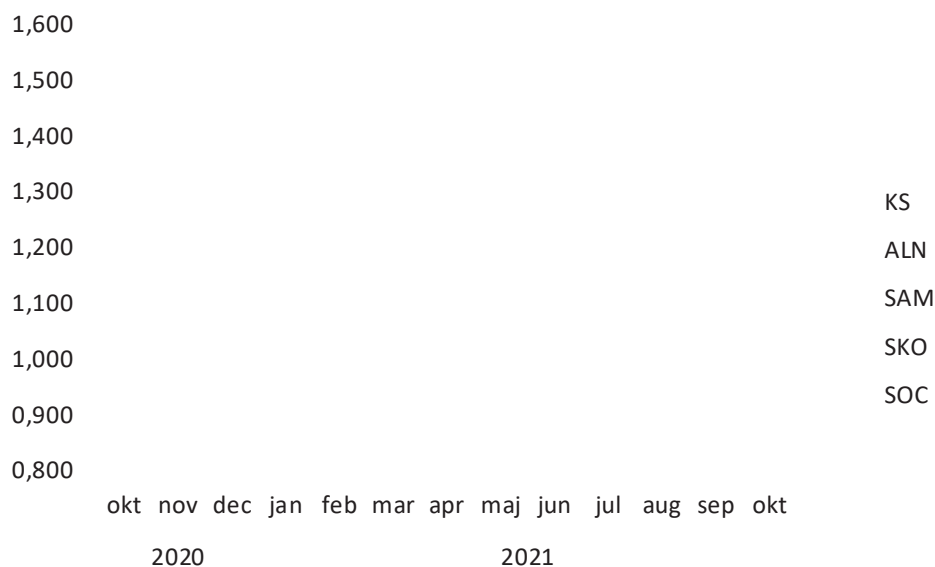 1,600
1,500
1,400
1,300
1,200
1,100
1,000
0,900
0,800
KS
ALN
SAM
SKO
SOC
okt nov dec jan feb mar apr maj jun jul aug sep okt
2020 2021